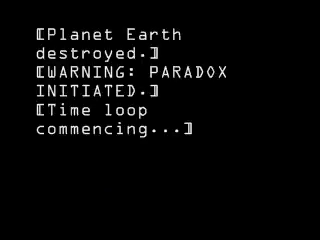 【Planet Earth
destroyed.】
【WARNING: PARADOX
INITIATED.】
【Time loop
commencing...】